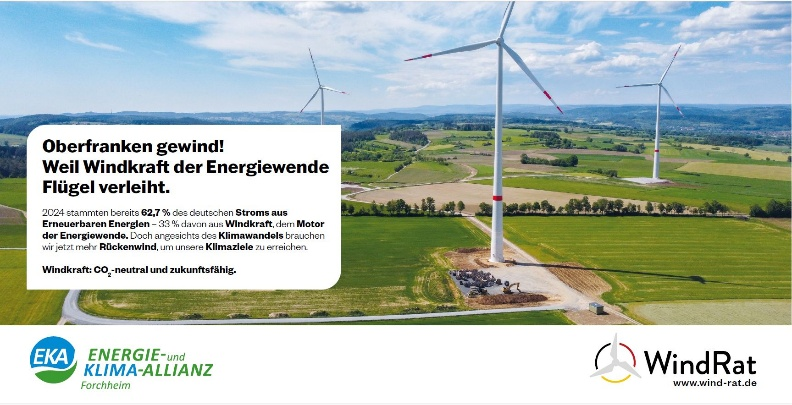 Oberfranken gewind!
Weil Windkraft der Energiewende
Flügel verleiht.
2024 stammten bereits 62,7 % des deutschen Stroms aus
Erneuerbaren Energien – 33 % davon aus Windkraft, dem Motor
der Energiewende. Doch angesichts des Klimawandels brauchen
wir jetzt mehr Rückenwind, um unsere Klimaziele zu erreichen.
Windkraft: CO₂-neutral und zukunftsfähig.
EKA
ENERGIE-und
KLIMA-ALLIANZ
Forchheim
WindRat
www.wind-rat.de